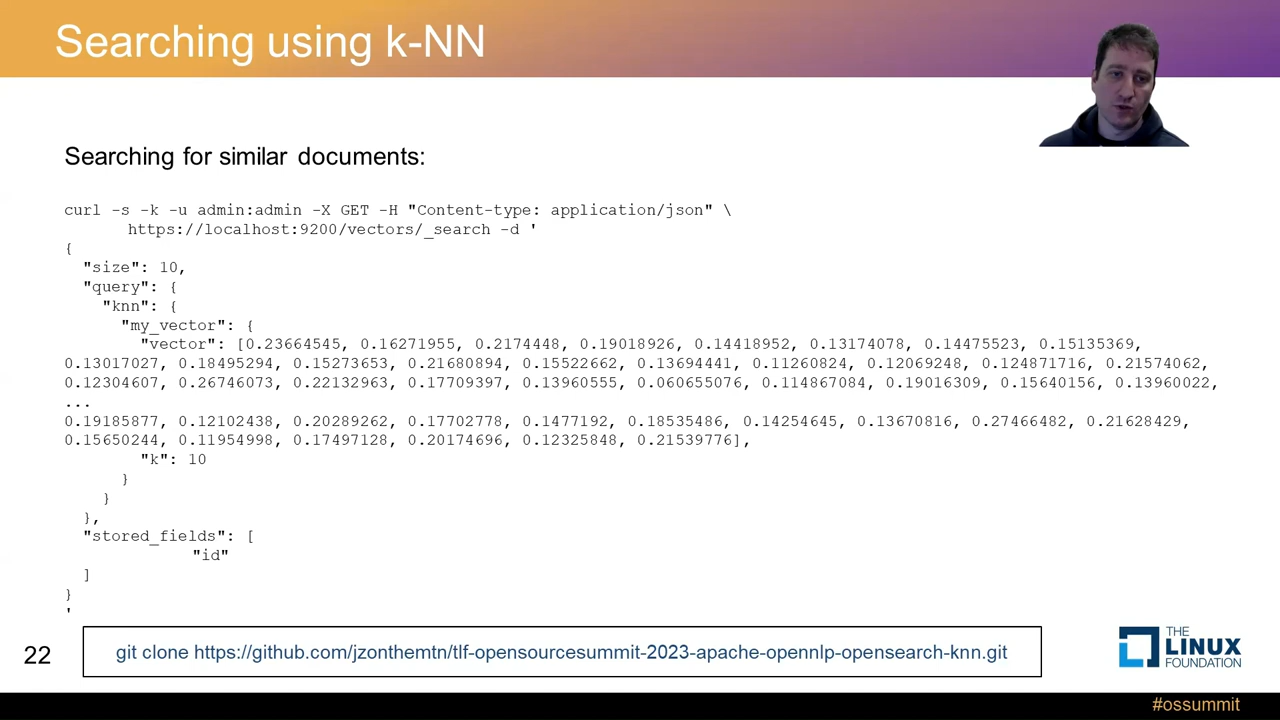 Searching using k-NN
Searching for similar documents:
curl -s -k -u admin:admin -X GET -H "Content-type: application/json" \
https://localhost:9200/vectors/_search -d '
{
"size": 10,
"query": {
"knn": {
"my_vector": {
"vector": [0.23664545, 0.16271955, 0.2174448, 0.19018926, 0.14418952, 0.13174078, 0.14475523, 0.15135369,
0.13017027, 0.18495294, 0.15273653, 0.21680894, 0.15522662, 0.13694441, 0.11260824, 0.12069248, 0.124871716, 0.21574062,
0.12304607, 0.26746073, 0.22132963, 0.17709397, 0.13960555, 0.060655076, 0.114867084, 0.19016309, 0.15640156, 0.13960022,
...
0.19185877, 0.12102438, 0.20289262, 0.17702778, 0.1477192, 0.18535486, 0.14254645, 0.13670816, 0.27466482, 0.21628429,
0.15650244, 0.11954998, 0.17497128, 0.20174696, 0.12325848, 0.21539776],
"k": 10
}
}
},
"stored_fields": [
"id"
]
}
'
22
git clone https://github.com/jzonthemtn/tlf-opensourcesummit-2023-apache-opennlp-opensearch-knn.git
THE
LINUX
FOUNDATION
#ossummit